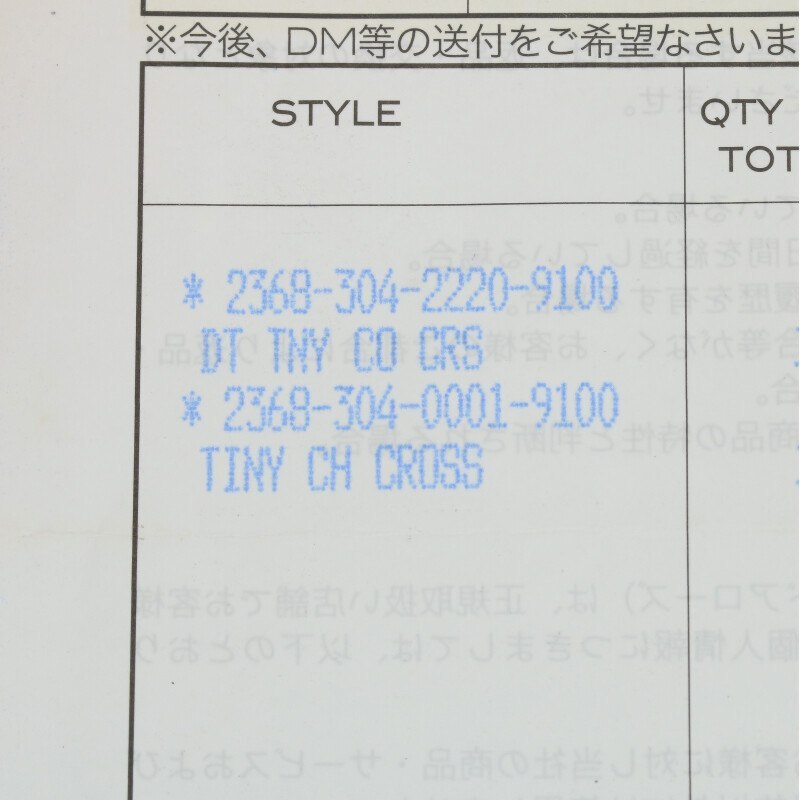 ※今後、DM等の送付をご希望なさいま
STYLE
QTY
TOT
* 2368-304-2220-9100
DT TNY CO CRS
* 2368-304-0001-9100
TINY CH CROSS